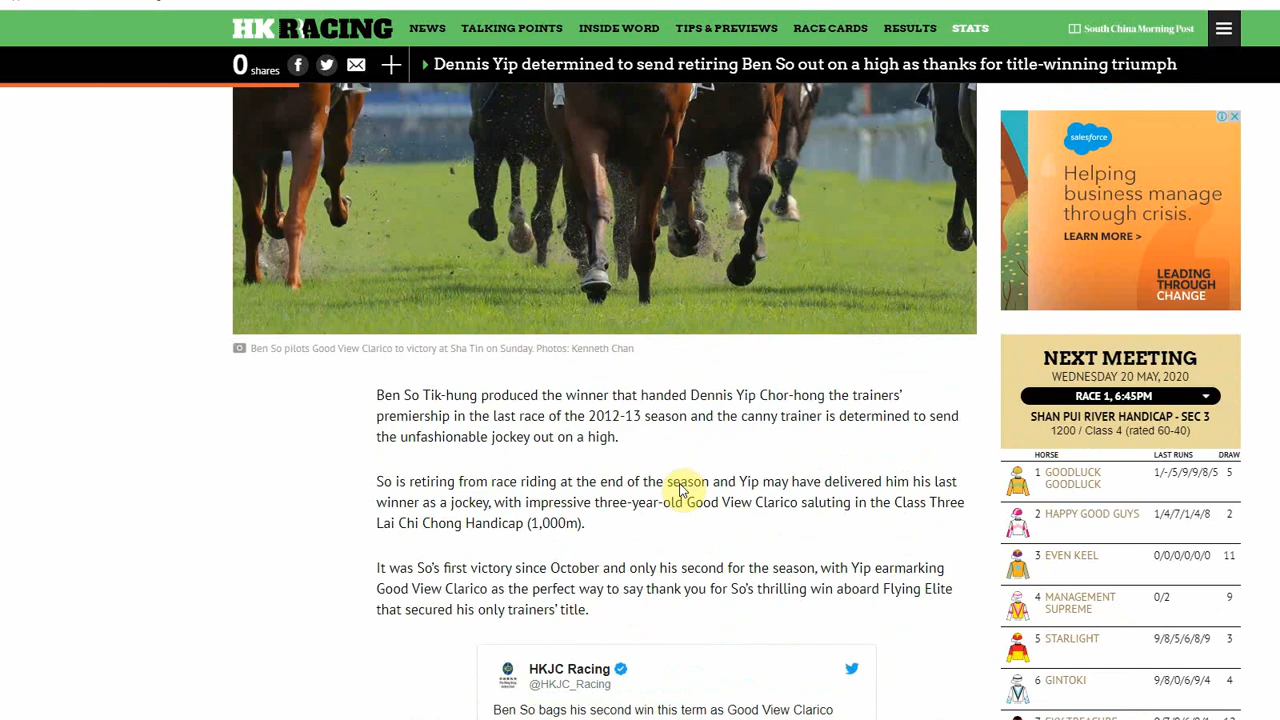 HK RACING
NEWS TALKING POINTS INSIDE WORD TIPS & PREVIEWS RACE CARDS RESULTS STATS
South China Morning Post
0 shares
Dennis Yip determined to send retiring Ben So out on a high as thanks for title-winning triumph
Ben So pilots Good View Clarico to victory at Sha Tin on Sunday. Photos: Kenneth Chan
Ben So Tik-hung produced the winner that handed Dennis Yip Chor-hong the trainers'
premiership in the last race of the 2012-13 season and the canny trainer is determined to send
the unfashionable jockey out on a high.
So is retiring from race riding at the end of the season and Yip may have delivered him his last
winner as a jockey, with impressive three-year-old Good View Clarico saluting in the Class Three
Lai Chi Chong Handicap (1,000m).
It was So's first victory since October and only his second for the season, with Yip earmarking
Good View Clarico as the perfect way to say thank you for So's thrilling win aboard Flying Elite
that secured his only trainers' title.
HKJC Racing
@HKJC_Racing
Ben So bags his second win this term as Good View Clarico
salesforce
Helping
business manage
through crisis.
LEARN MORE >
LEADING
THROUGH
CHANGE
NEXT MEETING
WEDNESDAY 20 MAY, 2020
RACE 1, 6:45PM
SHAN PUI RIVER HANDICAP - SEC 3
1200 / Class 4 (rated 60-40)
HORSE LAST RUNS DRAW
1 GOODLUCK GOODLUCK 1/-/5/9/9/8/5 5
2 HAPPY GOOD GUYS 1/4/7/1/4/8 2
3 EVEN KEEL 0/0/0/0/0/0 11
4 MANAGEMENT SUPREME 0/2 9
5 STARLIGHT 9/8/5/6/8/9 3
6 GINTOKI 9/8/0/6/9/4 4